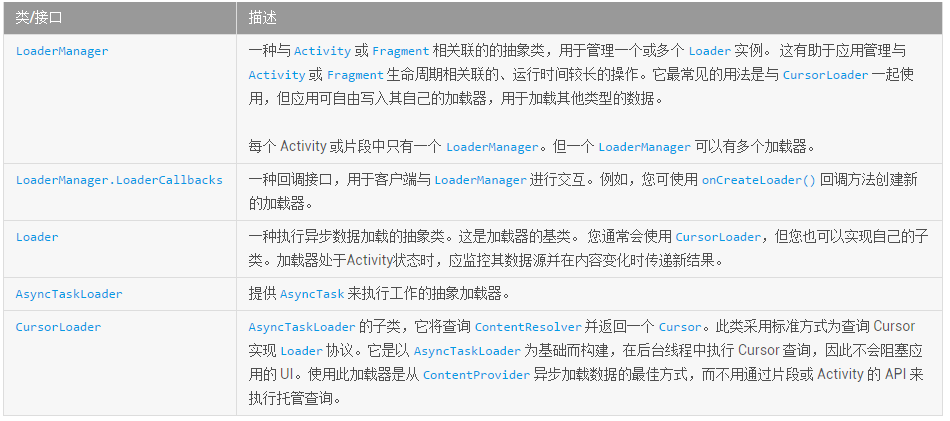 类/接口 描述
LoaderManager 一种与 Activity 或 Fragment 相关联的的抽象类，用于管理一个或多个 Loader 实例。 这有助于应用管理与
Activity 或 Fragment 生命周期相关联的、运行时间较长的操作。它最常见的用法是与 CursorLoader 一起使
用，但应用可自由写入其自己的加载器，用于加载其他类型的数据。
每个 Activity 或片段中只有一个 LoaderManager。但一个 LoaderManager 可以有多个加载器。
LoaderManager.LoaderCallbacks 一种回调接口，用于客户端与 LoaderManager 进行交互。例如，您可使用 onCreateLoader() 回调方法创建新
的加载器。
Loader 一种执行异步数据加载的抽象类。这是加载器的基类。 您通常会使用 CursorLoader，但您也可以实现自己的子
类。加载器处于Activity状态时，应监控其数据源并在内容变化时传递新结果。
AsyncTaskLoader 提供 AsyncTask 来执行工作的抽象加载器。
CursorLoader AsyncTaskLoader 的子类，它将查询 ContentResolver 并返回一个 Cursor。此类采用标准方式为查询 Cursor
实现 Loader 协议。它是以 AsyncTaskLoader 为基础而构建，在后台线程中执行 Cursor 查询，因此不会阻塞应
用的 UI。使用此加载器是从 ContentProvider 异步加载数据的最佳方式，而不用通过片段或 Activity 的 API 来
执行托管查询。